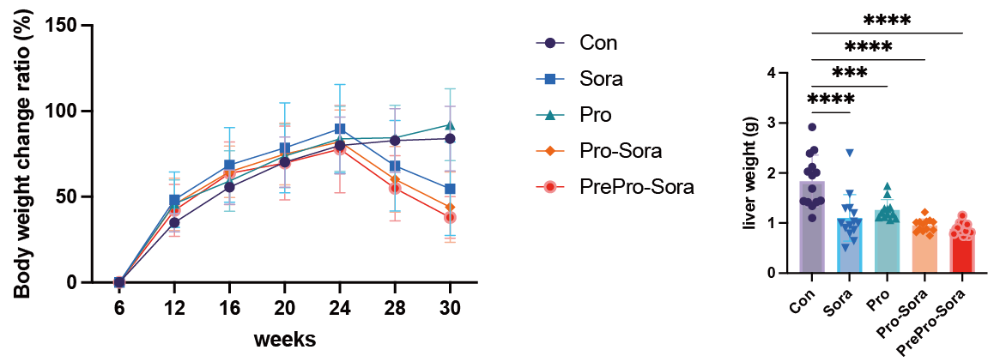 Body weight change ratio (%)
150
100
50
0
6 12 16 20 24 28 30
weeks
Con
Sora
Pro
Pro-Sora
PrePro-Sora
liver weight (g)
****
****
***
****
4
3
2
1
0
Con Sora Pro Pro-Sora PrePro-Sora